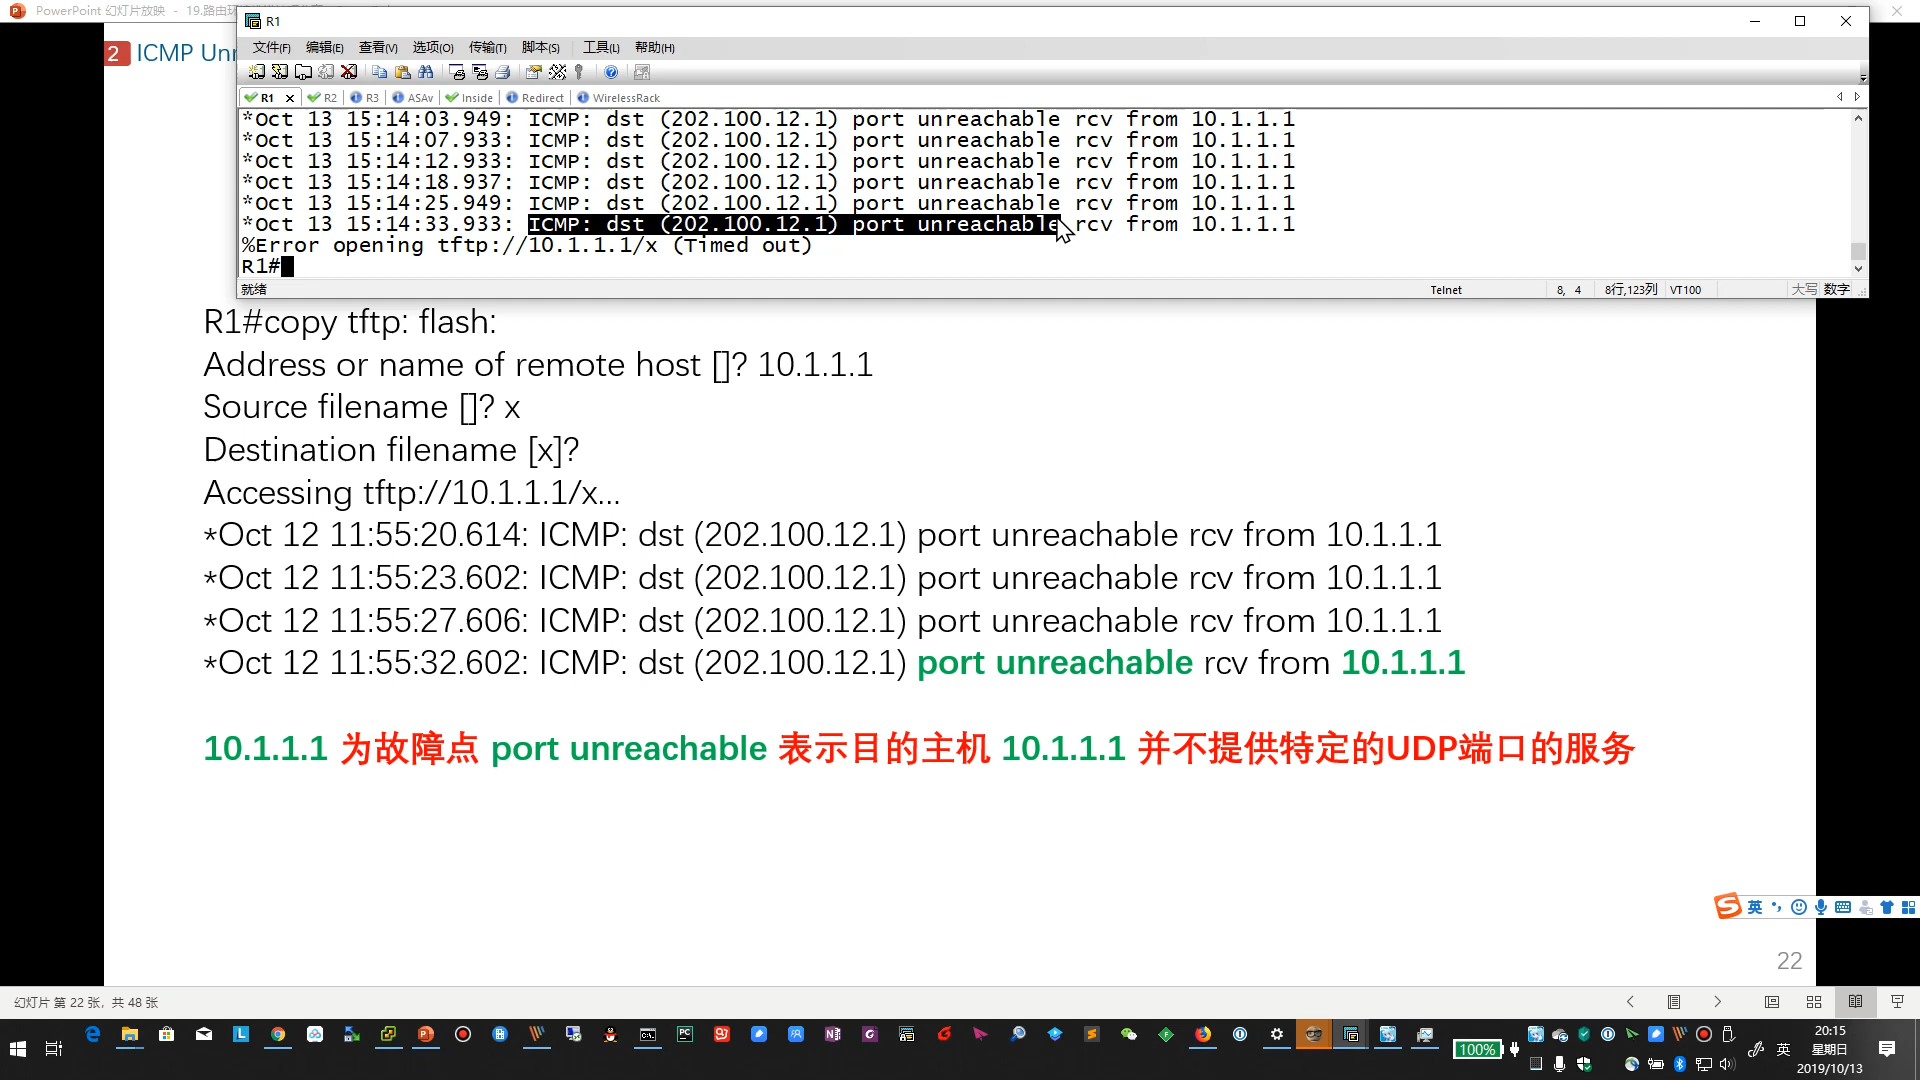 PowerPoint 幻灯片放映 - 19.路由环
R1
文件(F) 编辑(E) 查看(V) 选项(O) 传输(T) 脚本(S) 工具(L) 帮助(H)
2 ICMP Unr
R1 R2 R3 ASAv Inside Redirect WirelessRack
*Oct 13 15:14:03.949: ICMP: dst (202.100.12.1) port unreachable rcv from 10.1.1.1
*Oct 13 15:14:07.933: ICMP: dst (202.100.12.1) port unreachable rcv from 10.1.1.1
*Oct 13 15:14:12.933: ICMP: dst (202.100.12.1) port unreachable rcv from 10.1.1.1
*Oct 13 15:14:18.937: ICMP: dst (202.100.12.1) port unreachable rcv from 10.1.1.1
*Oct 13 15:14:25.949: ICMP: dst (202.100.12.1) port unreachable rcv from 10.1.1.1
*Oct 13 15:14:33.933: ICMP: dst (202.100.12.1) port unreachable rcv from 10.1.1.1
%Error opening tftp://10.1.1.1/x (Timed out)
R1#
就绪 Telnet 8, 4 8行,123列 VT100 大写 数字
R1#copy tftp: flash:
Address or name of remote host []? 10.1.1.1
Source filename []? x
Destination filename [x]?
Accessing tftp://10.1.1.1/x...
*Oct 12 11:55:20.614: ICMP: dst (202.100.12.1) port unreachable rcv from 10.1.1.1
*Oct 12 11:55:23.602: ICMP: dst (202.100.12.1) port unreachable rcv from 10.1.1.1
*Oct 12 11:55:27.606: ICMP: dst (202.100.12.1) port unreachable rcv from 10.1.1.1
*Oct 12 11:55:32.602: ICMP: dst (202.100.12.1) port unreachable rcv from 10.1.1.1
10.1.1.1 为故障点 port unreachable 表示目的主机 10.1.1.1 并不提供特定的UDP端口的服务
英
22
幻灯片 第 22 张，共 48 张
100%
英
20:15
星期日
2019/10/13